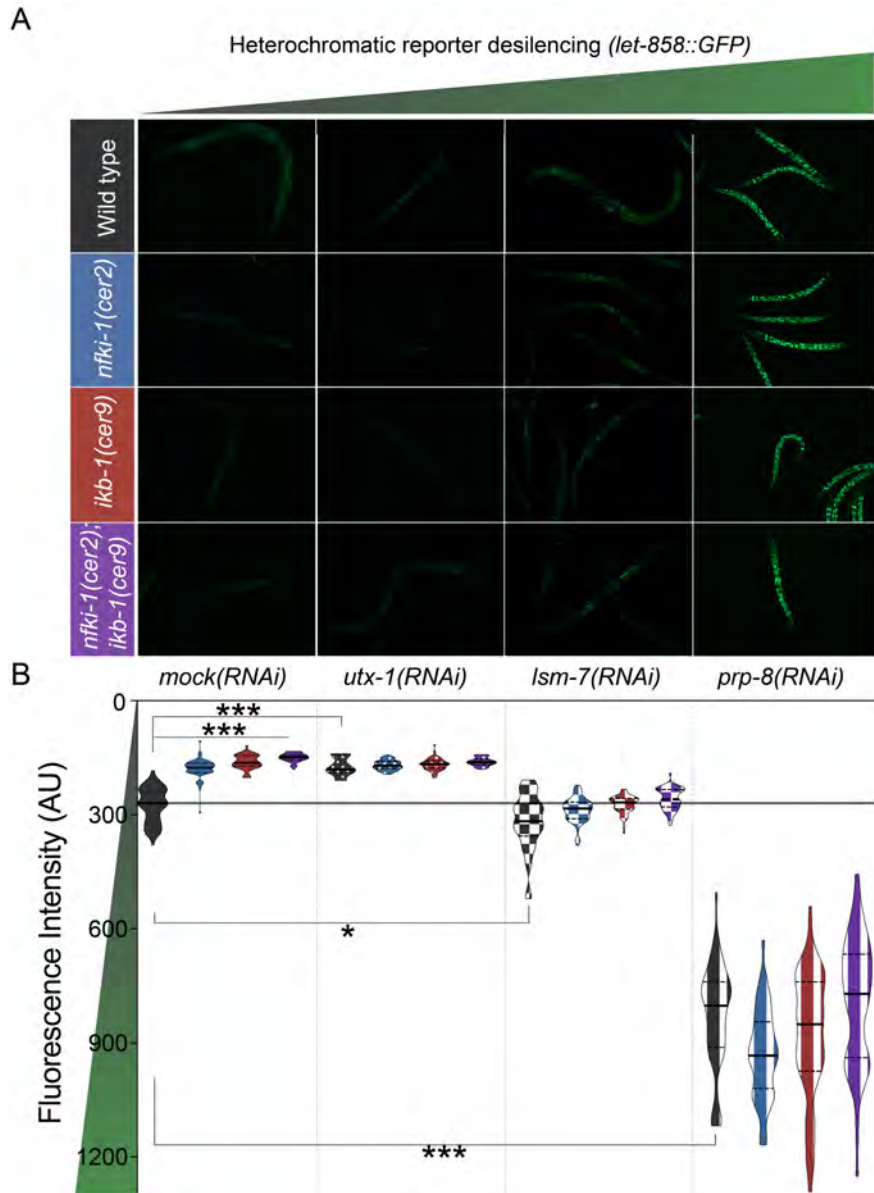 A
Heterochromatic reporter desilencing (let-858::GFP)
Wild type
nfki-1(cer2)
ikb-1(cer9)
nfki-1(cer2);
ikb-1(cer9)
B
mock(RNAi)
utx-1(RNAi)
lsm-7(RNAi)
prp-8(RNAi)
Fluorescence Intensity (AU)
0
300
600
900
1200
***
***
*
***